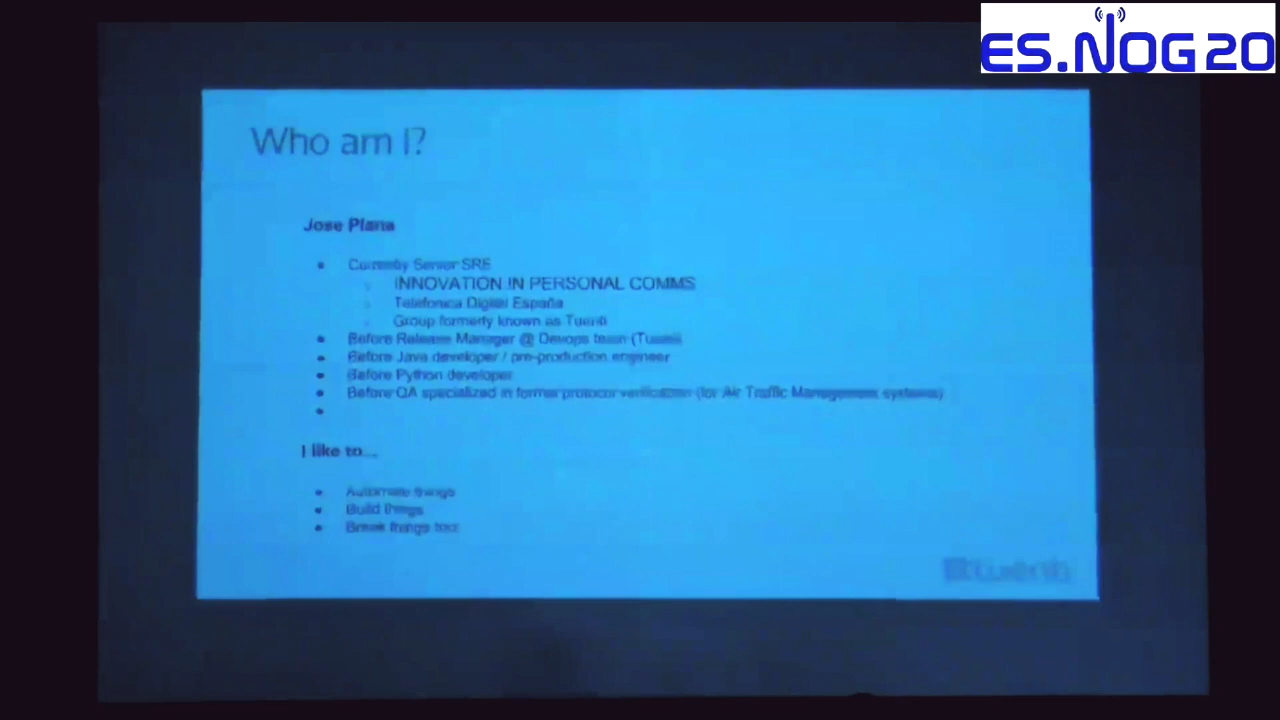 ES.NOG 20
Who am I?
Jose Plana
Currently Server SRE
INNOVATION IN PERSONAL COMMS
Telefonica Digital España
Group formerly known as Tuenti
Before Release Manager @ Devops team (Tuenti
Before Java developer / pre-production engineer
Before Python developer
Before QA specialized in formal protocol verification (for Air Traffic Management systems)
I like to...
Automate things
Build things
Break things too
tuenti